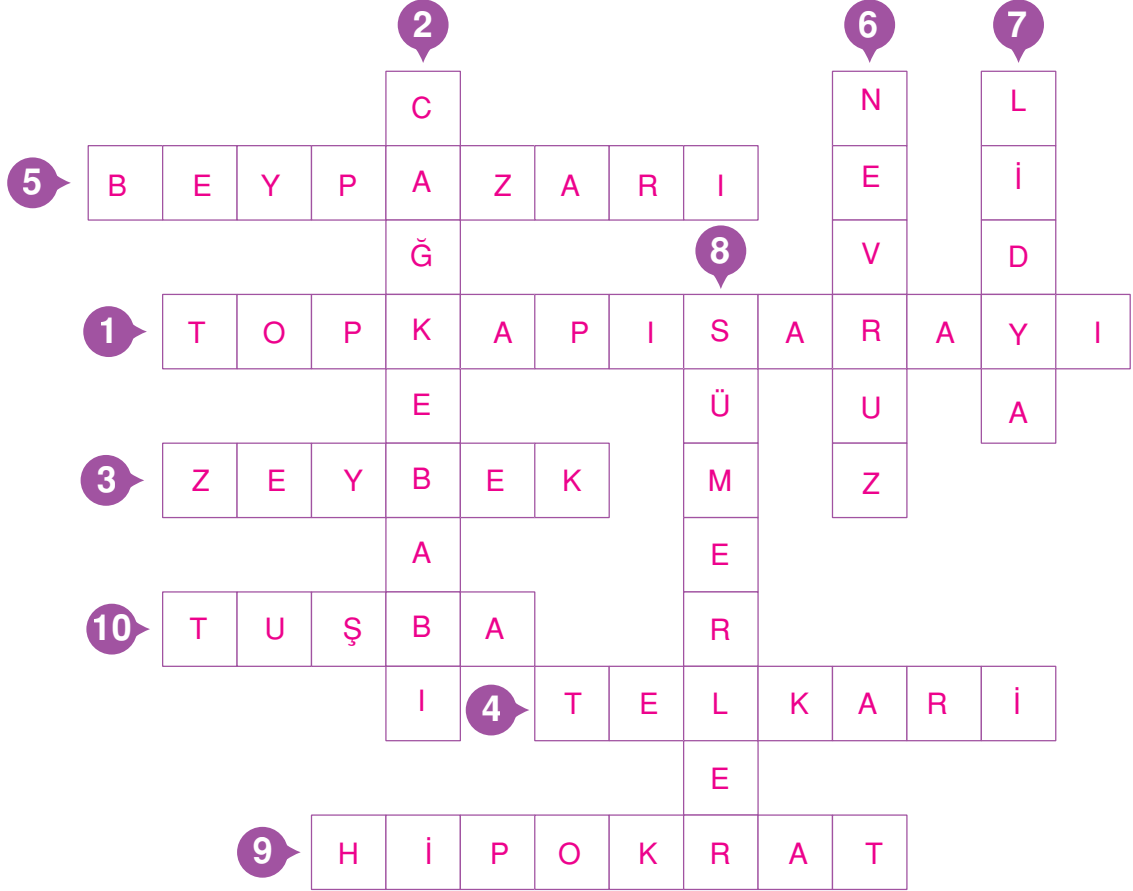 2 6 7
C N L
5 B E Y P A Z A R I E İ
Ğ 8 V D
1 T O P K A P I S A R A Y I
E Ü U A
3 Z E Y B E K M Z
A E
10 T U Ş B A R
I 4 T E L K A R İ
E
9 H İ P O K R A T